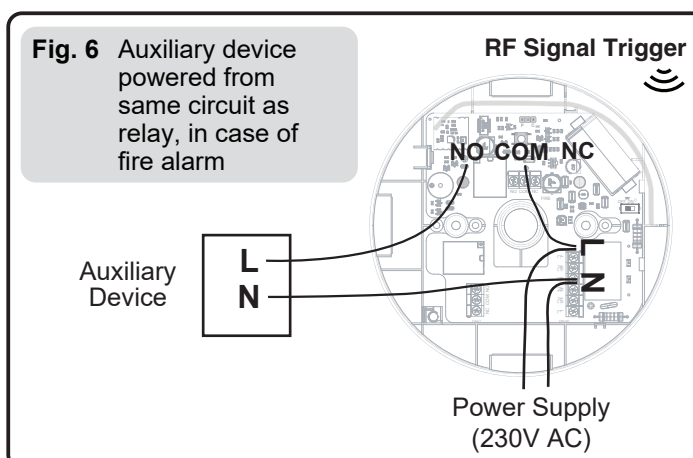 Fig. 6 Auxiliary device
powered from
same circuit as
relay, in case of
fire alarm
RF Signal Trigger
NO COM NC
L
N
Auxiliary
Device
L
N
Power Supply
(230V AC)